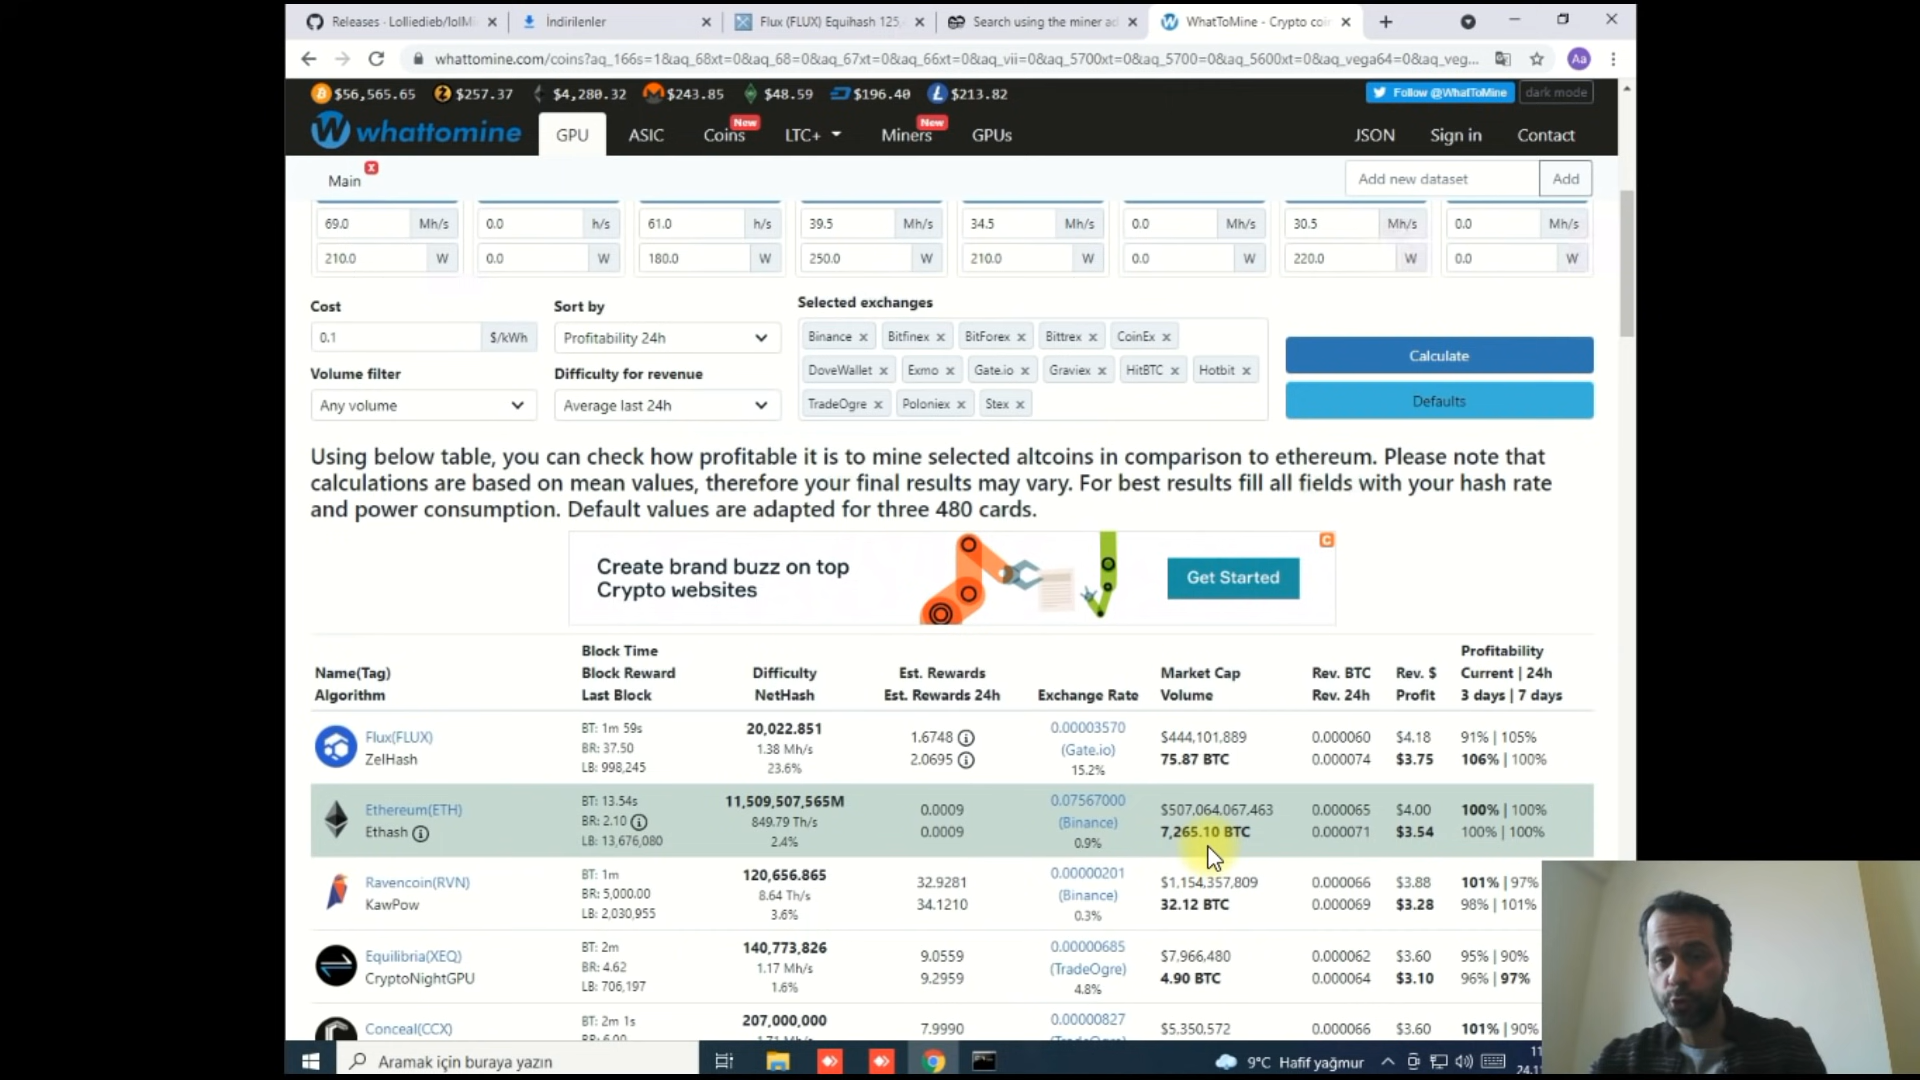 Releases · Lolliedieb/lolMi
İndirilenler
Flux (FLUX) Equihash 125,
Search using the miner ad
WhatToMine - Crypto coin
whattomine.com/coins?aq_166s=1&aq_68xt=0&aq_68=0&aq_67xt=0&aq_66xt=0&aq_vii=0&aq_5700xt=0&aq_5700=0&aq_5600xt=0&aq_vega64=0&aq_veg...
Aa
$56,565.65 $257.37 $4,280.32 $243.85 $48.59 $196.40 $213.82
Follow @WhatToMine dark mode
whattomine GPU ASIC Coins New LTC+ Miners New GPUs JSON Sign in Contact
Main x Add new dataset Add
69.0 Mh/s 0.0 h/s 61.0 h/s 39.5 Mh/s 34.5 Mh/s 0.0 Mh/s 30.5 Mh/s 0.0 Mh/s
210.0 W 0.0 W 180.0 W 250.0 W 210.0 W 0.0 W 220.0 W 0.0 W
Cost Sort by Selected exchanges
0.1 $/kWh Profitability 24h Binance × Bitfinex × BitForex × Bittrex × CoinEx ×
Calculate
Volume filter Difficulty for revenue DoveWallet × Exmo × Gate.io × Graviex × HitBTC × Hotbit ×
Any volume Average last 24h TradeOgre × Poloniex × Stex ×
Defaults
Using below table, you can check how profitable it is to mine selected altcoins in comparison to ethereum. Please note that
calculations are based on mean values, therefore your final results may vary. For best results fill all fields with your hash rate
and power consumption. Default values are adapted for three 480 cards.
Create brand buzz on top
Crypto websites
Get Started
Block Time Profitability
Name(Tag) Block Reward Difficulty Est. Rewards Market Cap Rev. BTC Rev. $ Current | 24h
Algorithm Last Block NetHash Est. Rewards 24h Exchange Rate Volume Rev. 24h Profit 3 days | 7 days
Flux(FLUX) BT: 1m 59s 20,022.851 1.6748 0.00003570 $444,101,889 0.000060 $4.18 91% | 105%
ZelHash BR: 37.50 1.38 Mh/s 2.0695 (Gate.io) 75.87 BTC 0.000074 $3.75 106% | 100%
LB: 998,245 23.6% 15.2%
Ethereum(ETH) BT: 13.54s 11,509,507,565M 0.0009 0.07567000 $507,064,067,463 0.000065 $4.00 100% | 100%
Ethash BR: 2.10 849.79 Th/s 0.0009 (Binance) 7,265.10 BTC 0.000071 $3.54 100% | 100%
LB: 13,676,080 2.4% 0.9%
Ravencoin(RVN) BT: 1m 120,656.865 32.9281 0.00000201 $1,154,357,809 0.000066 $3.88 101% | 97%
KawPow BR: 5,000.00 8.64 Th/s 34.1210 (Binance) 32.12 BTC 0.000069 $3.28 98% | 101%
LB: 2,030,955 3.6% 0.3%
Equilibria(XEQ) BT: 2m 140,773,826 9.0559 0.00000685 $7,966,480 0.000062 $3.60 95% | 90%
CryptoNightGPU BR: 4.62 1.17 Mh/s 9.2959 (TradeOgre) 4.90 BTC 0.000064 $3.10 96% | 97%
LB: 706,197 1.6% 4.8%
Conceal(CCX) BT: 2m 1s 207,000,000 7.9990 0.00000827 $5,350,572 0.000066 $3.60 101% | 90%
Aramak için buraya yazın
9°C Hafif yağmur